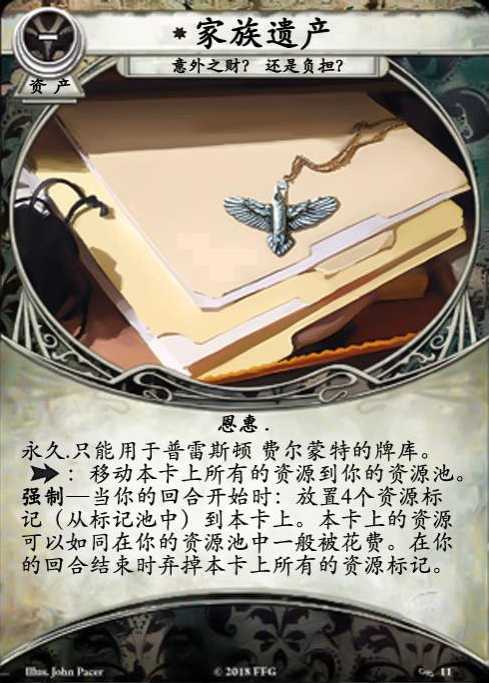 家族遗产
资产
意外之财？ 还是负担？
恩惠.
永久.只能用于普雷斯顿 费尔蒙特的牌库。
：移动本卡上所有的资源到你的资源池。
强制—当你的回合开始时：放置4个资源标
记（从标记池中）到本卡上。本卡上的资源
可以如同在你的资源池中一般被花费。在你
的回合结束时弃掉本卡上所有的资源标记。
Illus. John Pacer
© 2018 FFG
11